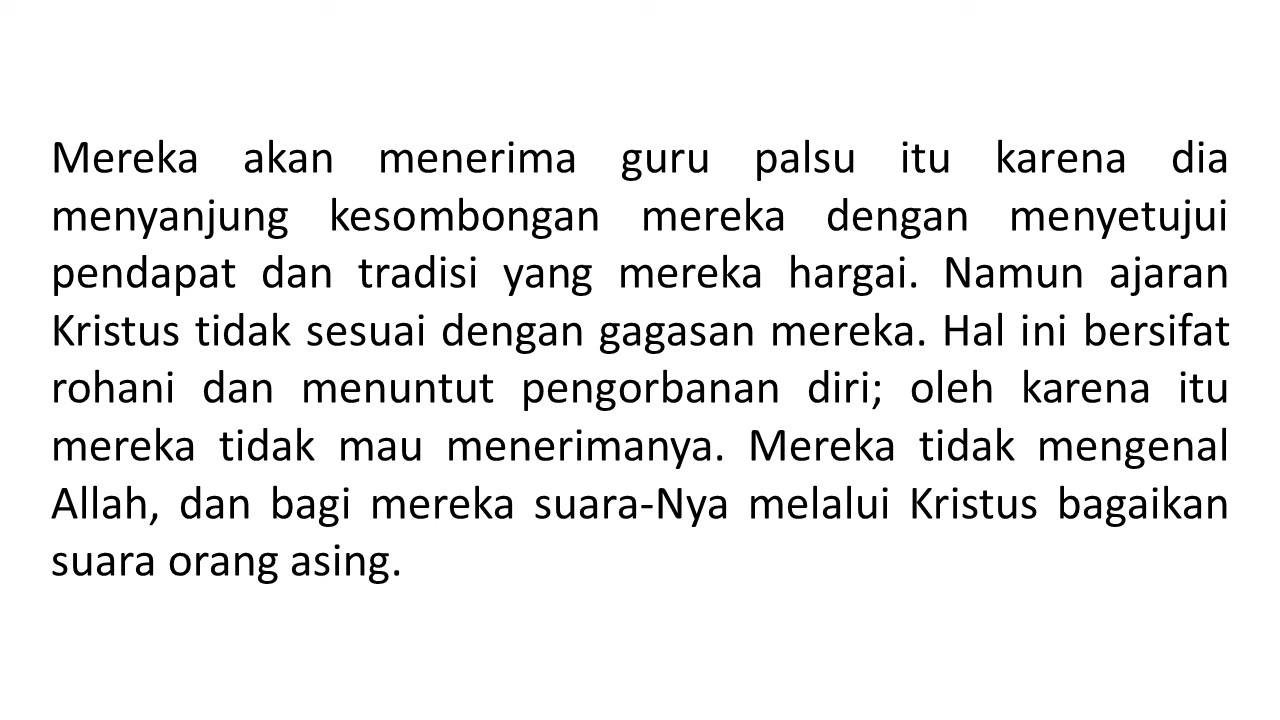 Mereka akan menerima guru palsu itu karena dia
menyanjung kesombongan mereka dengan menyetujui
pendapat dan tradisi yang mereka hargai. Namun ajaran
Kristus tidak sesuai dengan gagasan mereka. Hal ini bersifat
rohani dan menuntut pengorbanan diri; oleh karena itu
mereka tidak mau menerimanya. Mereka tidak mengenal
Allah, dan bagi mereka suara-Nya melalui Kristus bagaikan
suara orang asing.